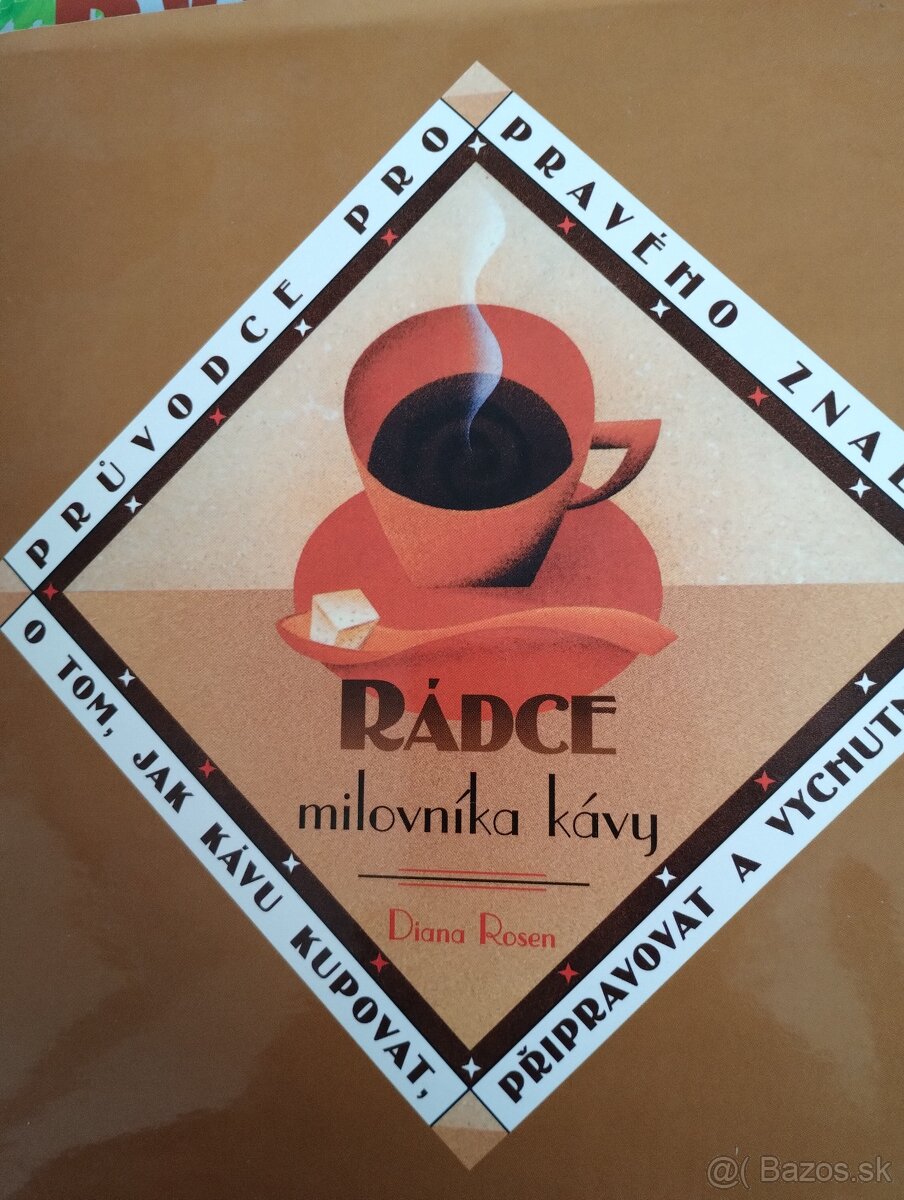 PRŮVODCE PRO
PRAVÉHO ZNAL
O TOM, JAK KÁVU KUPOVAT,
PŘIPRAVOVAT A VYCHUTN
RÁDCE
milovníka kávy
Diana Rosen
@( Bazos.sk